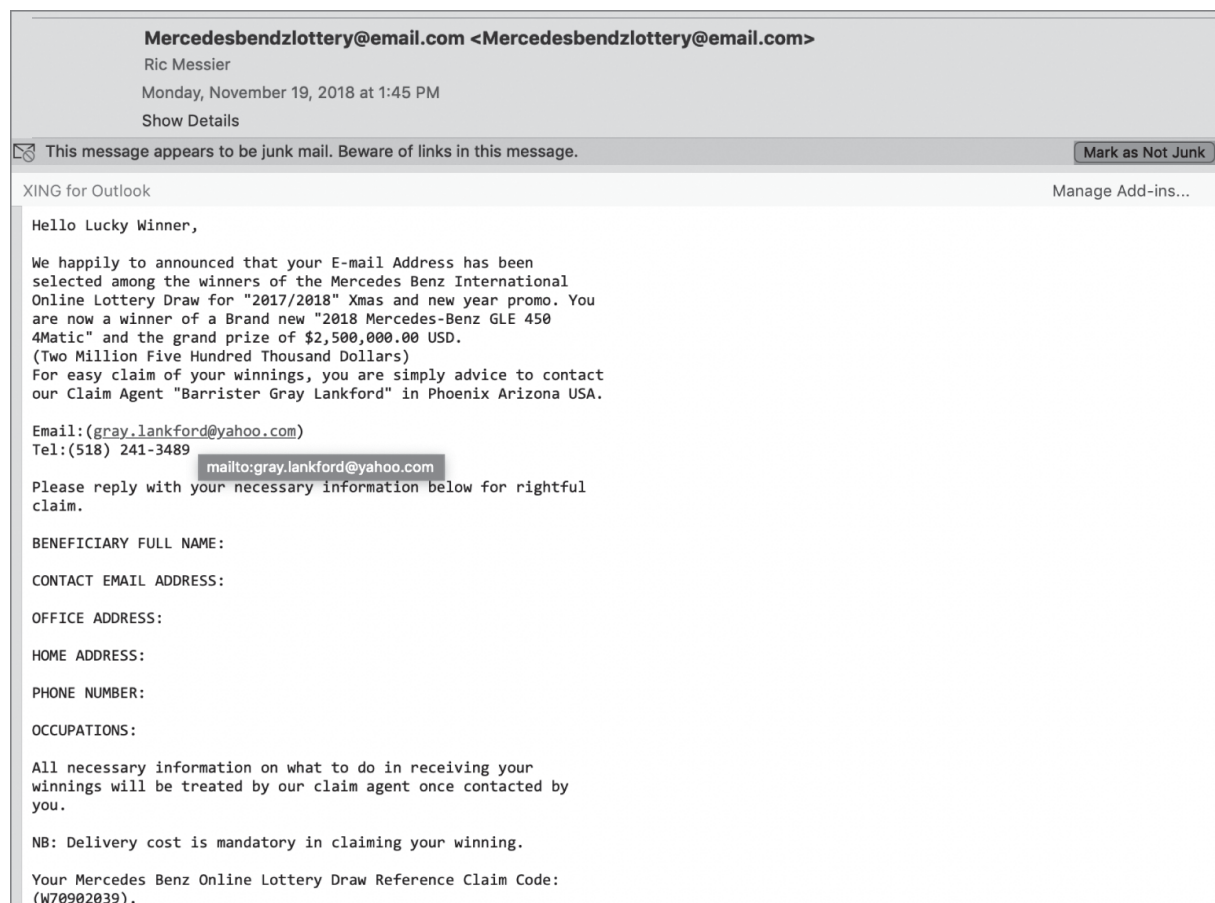 Mercedesbendzlottery@email.com <Mercedesbendzlottery@email.com>
Ric Messier
Monday, November 19, 2018 at 1:45 PM
Show Details
This message appears to be junk mail. Beware of links in this message.
Mark as Not Junk
XING for Outlook
Manage Add-ins...
Hello Lucky Winner,
We happily to announced that your E-mail Address has been
selected among the winners of the Mercedes Benz International
Online Lottery Draw for "2017/2018" Xmas and new year promo. You
are now a winner of a Brand new "2018 Mercedes-Benz GLE 450
4Matic" and the grand prize of $2,500,000.00 USD.
(Two Million Five Hundred Thousand Dollars)
For easy claim of your winnings, you are simply advice to contact
our Claim Agent "Barrister Gray Lankford" in Phoenix Arizona USA.
Email:(gray.lankford@yahoo.com)
Tel:(518) 241-3489
mailto:gray.lankford@yahoo.com
Please reply with your necessary information below for rightful
claim.
BENEFICIARY FULL NAME:
CONTACT EMAIL ADDRESS:
OFFICE ADDRESS:
HOME ADDRESS:
PHONE NUMBER:
OCCUPATIONS:
All necessary information on what to do in receiving your
winnings will be treated by our claim agent once contacted by
you.
NB: Delivery cost is mandatory in claiming your winning.
Your Mercedes Benz Online Lottery Draw Reference Claim Code:
(W70902039).